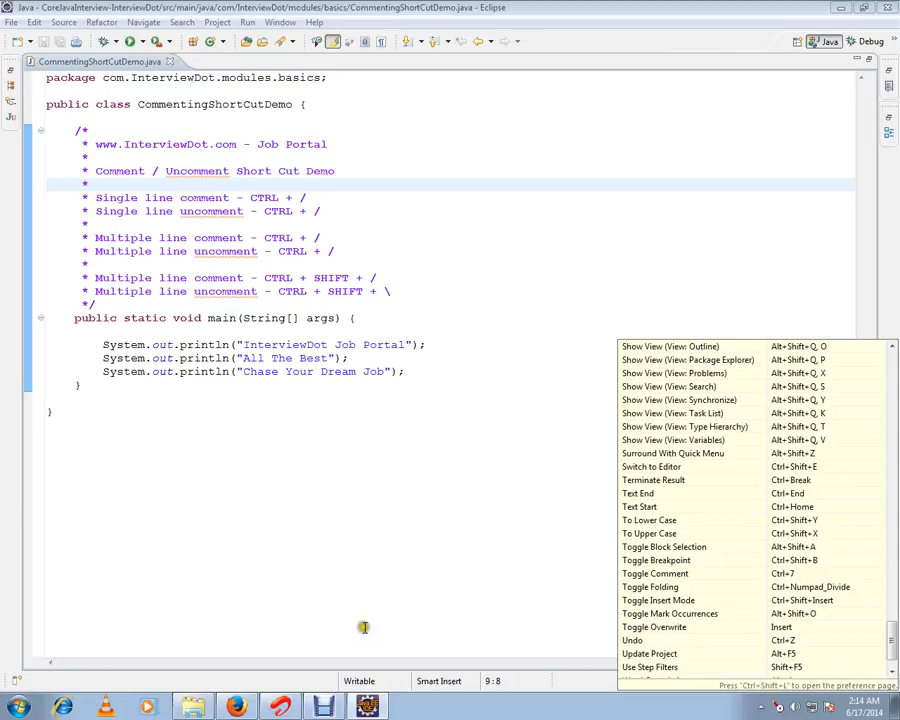 Java - CoreJavaInterview-InterviewDot/src/main/java/com/InterviewDot/modules/basics/CommentingShortCutDemo.java - Eclipse
File Edit Source Refactor Navigate Search Project Run Window Help
Java Debug
CommentingShortCutDemo.java
package com.InterviewDot.modules.basics;
public class CommentingShortCutDemo {
/*
* www.InterviewDot.com - Job Portal
*
* Comment / Uncomment Short Cut Demo
*
* Single line comment - CTRL + /
* Single line uncomment - CTRL + /
*
* Multiple line comment - CTRL + /
* Multiple line uncomment - CTRL + /
*
* Multiple line comment - CTRL + SHIFT + /
* Multiple line uncomment - CTRL + SHIFT + \
*/
public static void main(String[] args) {
System.out.println("InterviewDot Job Portal");
System.out.println("All The Best");
System.out.println("Chase Your Dream Job");
}
}
Show View (View: Outline) Alt+Shift+Q, O
Show View (View: Package Explorer) Alt+Shift+Q, P
Show View (View: Problems) Alt+Shift+Q, X
Show View (View: Search) Alt+Shift+Q, S
Show View (View: Synchronize) Alt+Shift+Q, Y
Show View (View: Task List) Alt+Shift+Q, K
Show View (View: Type Hierarchy) Alt+Shift+Q, T
Show View (View: Variables) Alt+Shift+Q, V
Surround With Quick Menu Alt+Shift+Z
Switch to Editor Ctrl+Shift+E
Terminate Result Ctrl+Break
Text End Ctrl+End
Text Start Ctrl+Home
To Lower Case Ctrl+Shift+Y
To Upper Case Ctrl+Shift+X
Toggle Block Selection Alt+Shift+A
Toggle Breakpoint Ctrl+Shift+B
Toggle Comment Ctrl+7
Toggle Folding Ctrl+Numpad_Divide
Toggle Insert Mode Ctrl+Shift+Insert
Toggle Mark Occurrences Alt+Shift+O
Toggle Overwrite Insert
Undo Ctrl+Z
Update Project Alt+F5
Use Step Filters Shift+F5
Press "Ctrl+Shift+L" to open the preference page
Writable Smart Insert 9 : 8
2:14 AM
6/17/2014